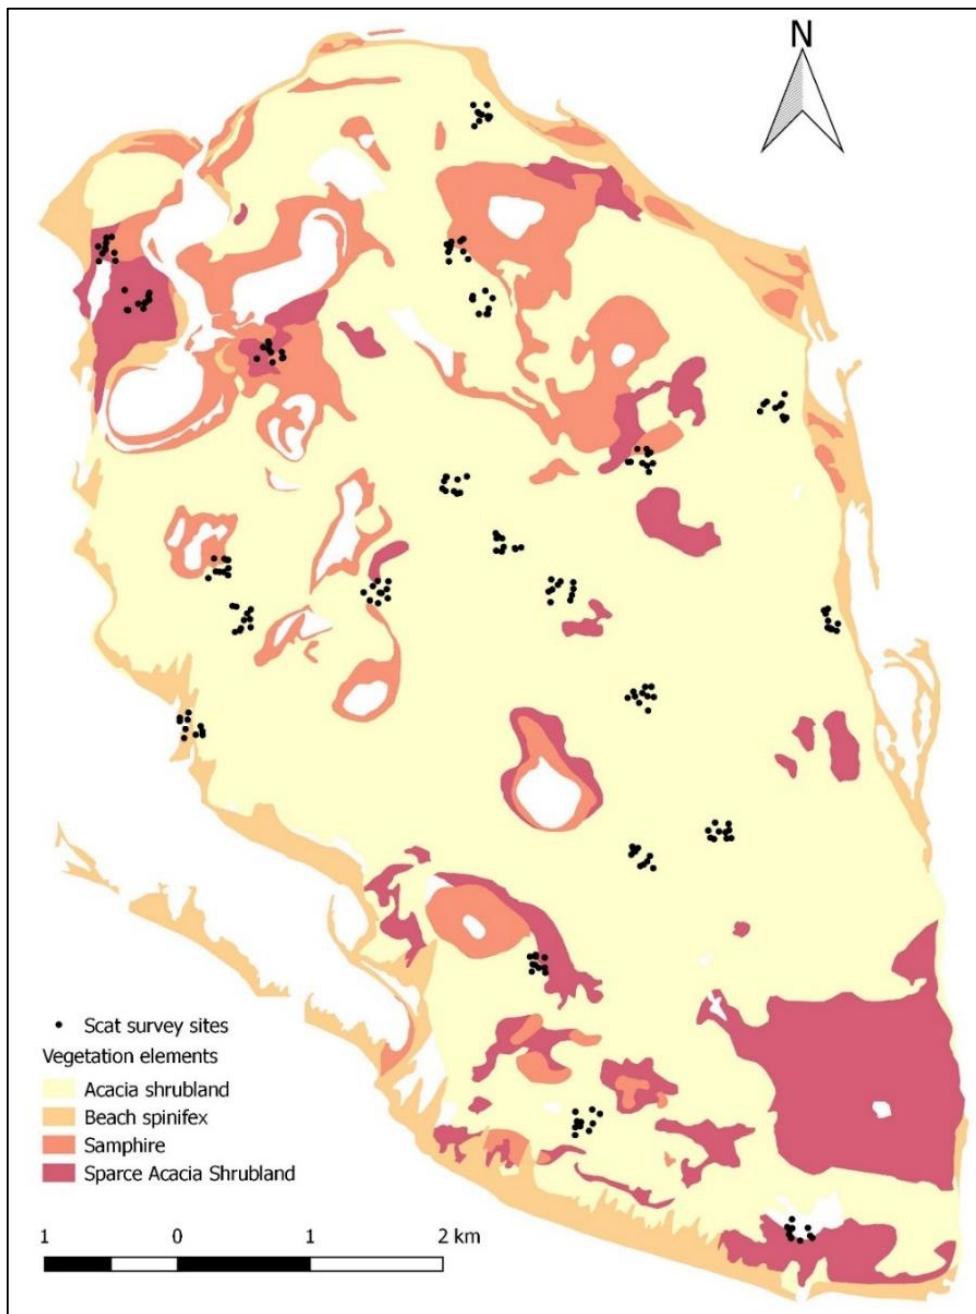 N
Scat survey sites
Vegetation elements
Acacia shrubland
Beach spinifex
Samphire
Sparce Acacia Shrubland
1 0 1 2 km